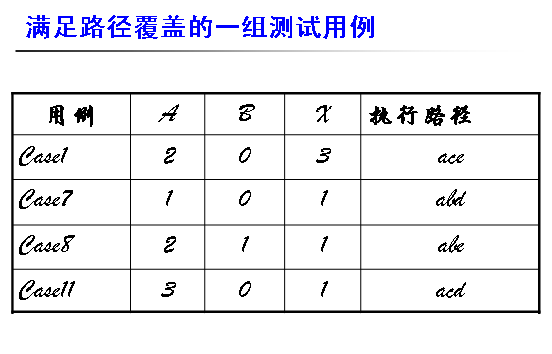 满足路径覆盖的一组测试用例
用例 A B X 执行路径
Case1 2 0 3 ace
Case7 1 0 1 abd
Case8 2 1 1 abe
Case11 3 0 1 acd